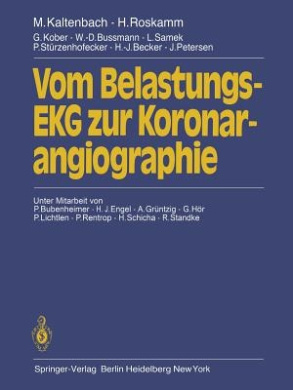 M. Kaltenbach · H. Roskamm
G. Kober · W.-D. Bussmann · L. Samek
P. Stürzenhofecker · H.-J. Becker · J. Petersen
Vom Belastungs-
EKG zur Koronar-
angiographie
Unter Mitarbeit von
P. Bubenheimer · H. J. Engel · A. Grüntzig · G. Hör
P. Lichtlen · P. Rentrop · H. Schicha · R. Standke
Springer-Verlag Berlin Heidelberg New York